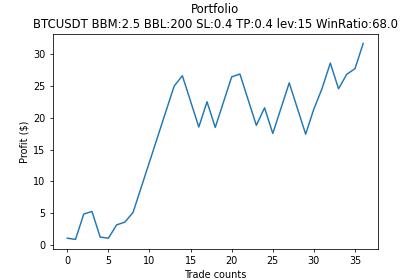 Portfolio
BTCUSDT BBM:2.5 BBL:200 SL:0.4 TP:0.4 lev:15 WinRatio:68.0
30
25
20
15
10
5
0
Profit ($)
0 5 10 15 20 25 30 35
Trade counts